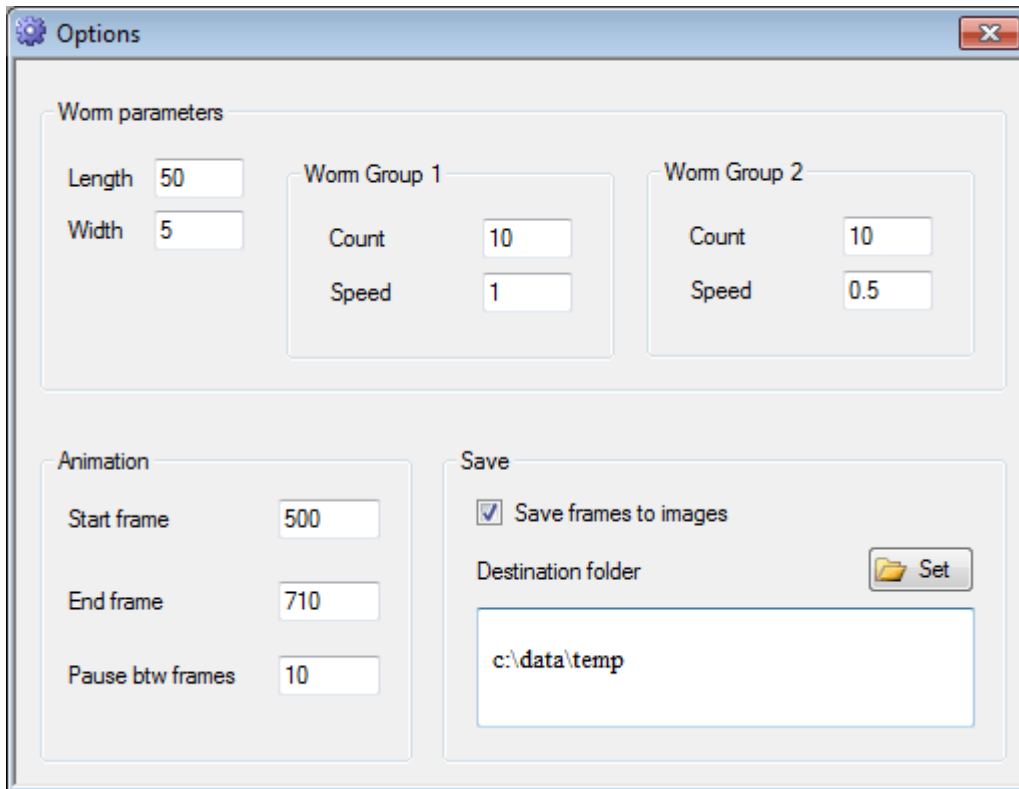 Options
Worm parameters
Length 50
Width 5
Worm Group 1
Count 10
Speed 1
Worm Group 2
Count 10
Speed 0.5
Animation
Start frame 500
End frame 710
Pause btw frames 10
Save
Save frames to images
Destination folder
Set
c:\data\temp